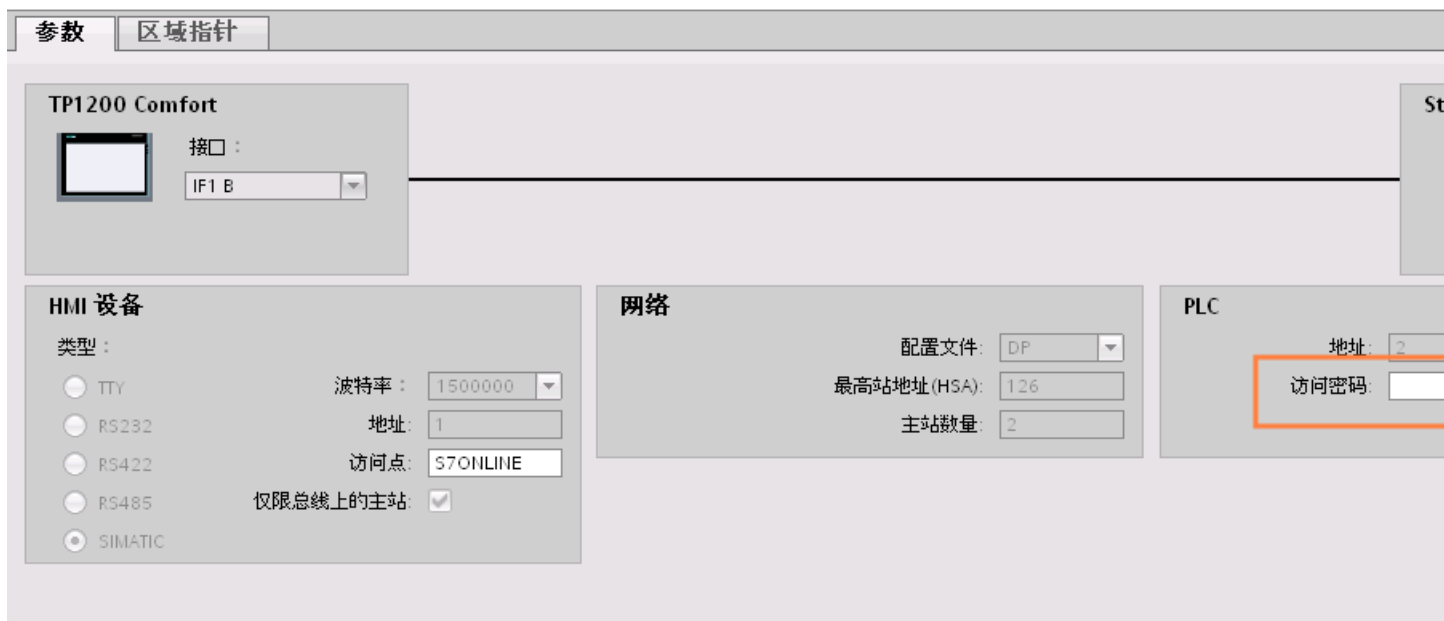 参数 区域指针
TP1200 Comfort
St
接口：
IF1 B
HMI 设备
网络
PLC
类型：
配置文件: DP
地址: 2
TTY
波特率： 1500000
最高站地址(HSA): 126
访问密码:
RS232
地址: 1
主站数量: 2
RS422
访问点: S7ONLINE
RS485
仅限总线上的主站:
SIMATIC